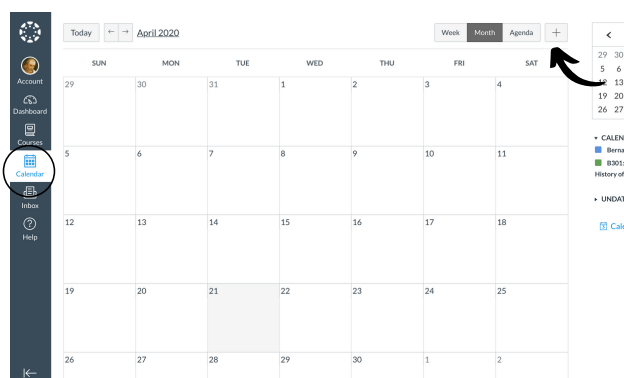 Today ← → April 2020 Week Month Agenda +
SUN MON TUE WED THU FRI SAT
29 30 31 1 2 3 4
5 6 7 8 9 10 11
12 13 14 15 16 17 18
19 20 21 22 23 24 25
26 27 28 29 30 1 2
Account
Dashboard
Courses
Calendar
Inbox
Help
<
29 30
5 6
12 13
19 20
26 27
CALEN
Berna
B301:
History of
UNDAT
Cale